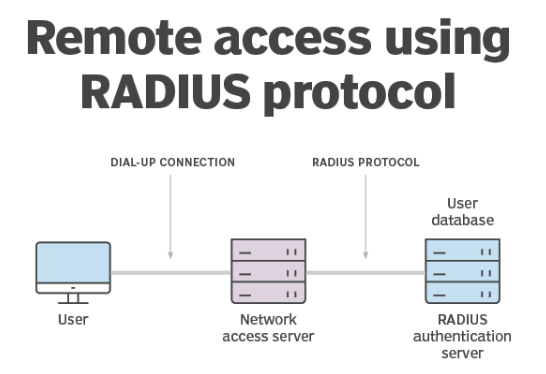 Remote access using
RADIUS protocol
DIAL-UP CONNECTION
RADIUS PROTOCOL
User
database
User
Network
access server
RADIUS
authentication
server